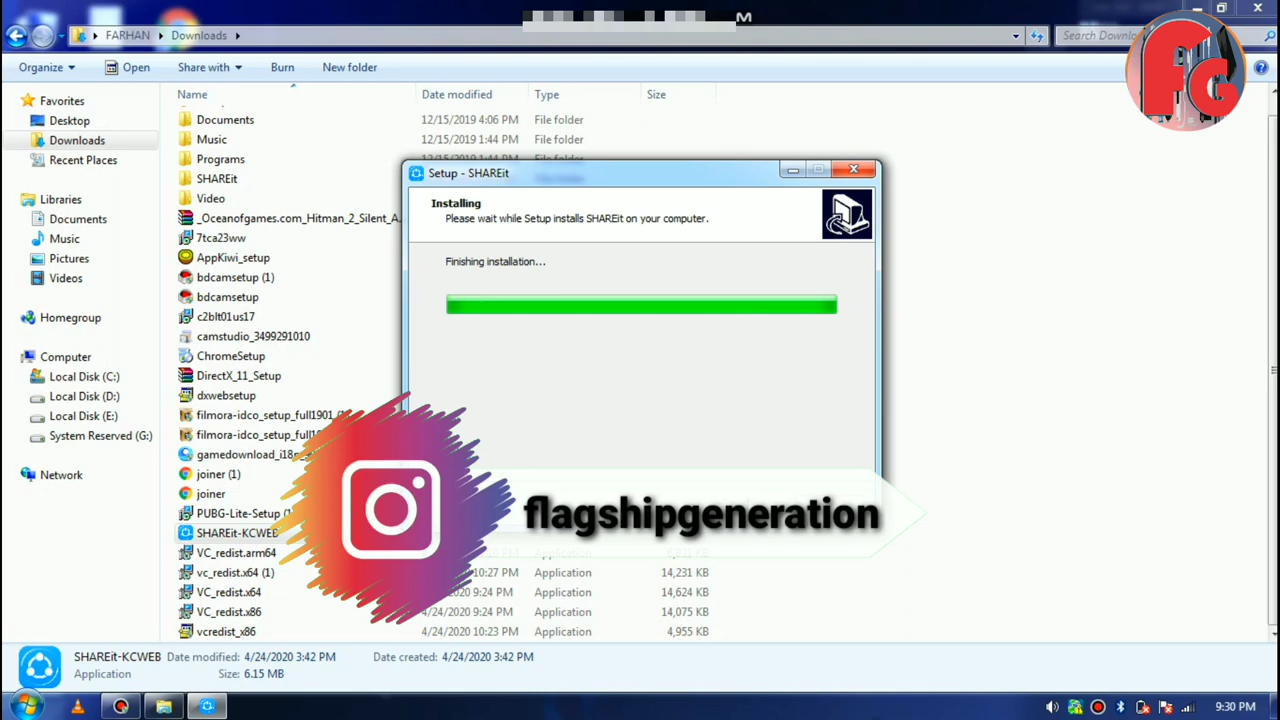 FARHAN Downloads
Search Downlo
Organize Open Share with Burn New folder
Name Date modified Type Size
Favorites
Desktop
Downloads
Recent Places
Libraries
Documents
Music
Pictures
Videos
Homegroup
Computer
Local Disk (C:)
Local Disk (D:)
Local Disk (E:)
System Reserved (G:)
Network
Documents 12/15/2019 4:06 PM File folder
Music 12/15/2019 1:44 PM File folder
Programs 12/15/2019 1:44 PM File folder
SHAREit
Video
_Oceanofgames.com_Hitman_2_Silent_A...
7tca23ww
AppKiwi_setup
bdcamsetup (1)
bdcamsetup
c2blt01us17
camstudio_3499291010
ChromeSetup
DirectX_11_Setup
dxwebsetup
filmora-idco_setup_full1901
filmora-idco_setup_full
gamedownload_i18n
joiner (1)
joiner
PUBG-Lite-Setup
SHAREit-KCWEB
VC_redist.arm64 Application
vc_redist.x64 (1) 10:27 PM Application 14,231 KB
VC_redist.x64 4/24/2020 9:24 PM Application 14,624 KB
VC_redist.x86 4/24/2020 9:24 PM Application 14,075 KB
vcredist_x86 4/24/2020 10:23 PM Application 4,955 KB
Setup - SHAREit
Installing
Please wait while Setup installs SHAREit on your computer.
Finishing installation...
flagshipgeneration
FG
SHAREit-KCWEB Date modified: 4/24/2020 3:42 PM Date created: 4/24/2020 3:42 PM
Application Size: 6.15 MB
9:30 PM